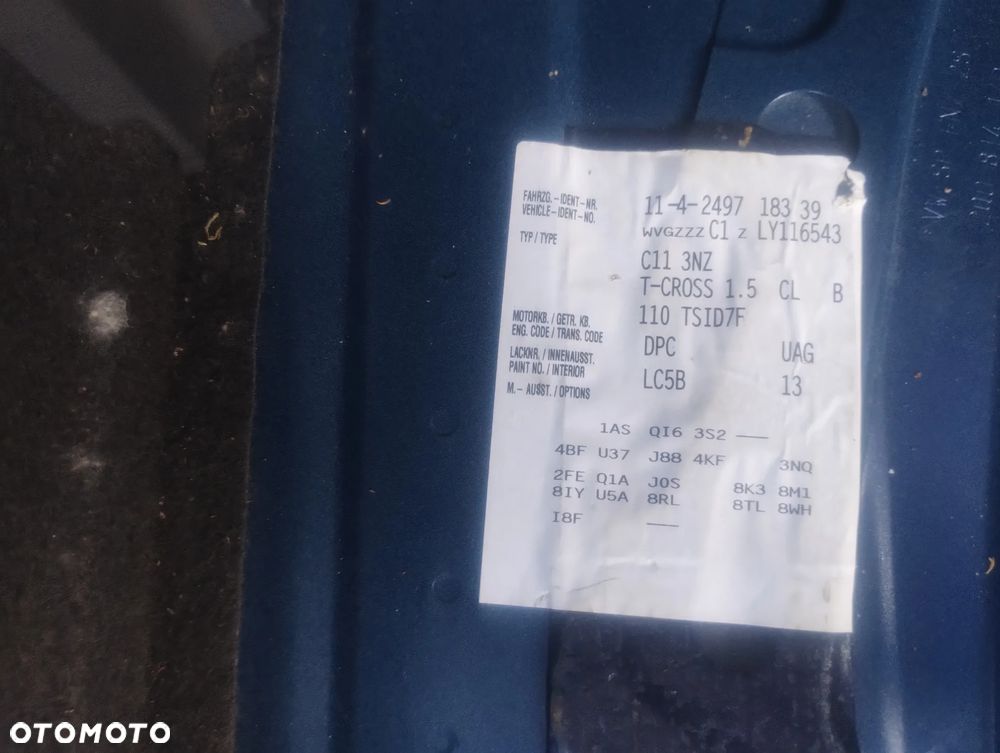 FAHRZG.-IDENT-NR.
VEHICLE-IDENT-NO.
11-4-2497 183 39
WVGZZZ C1 Z LY116543
TYP / TYPE
C11 3NZ
T-CROSS 1.5 CL B
110 TSID7F
MOTORKB. / GETR. KB.
ENG. CODE / TRANS. CODE
DPC UAG
LACKNR. / INNENAUSST.
PAINT NO. / INTERIOR
LC5B 13
M.- AUSST. / OPTIONS
1AS QI6 3S2 ——
4BF U37 J88 4KF 3NQ
2FE Q1A J0S 8K3 8M1
8IY U5A 8RL 8TL 8WH
I8F ——
OTOMOTO